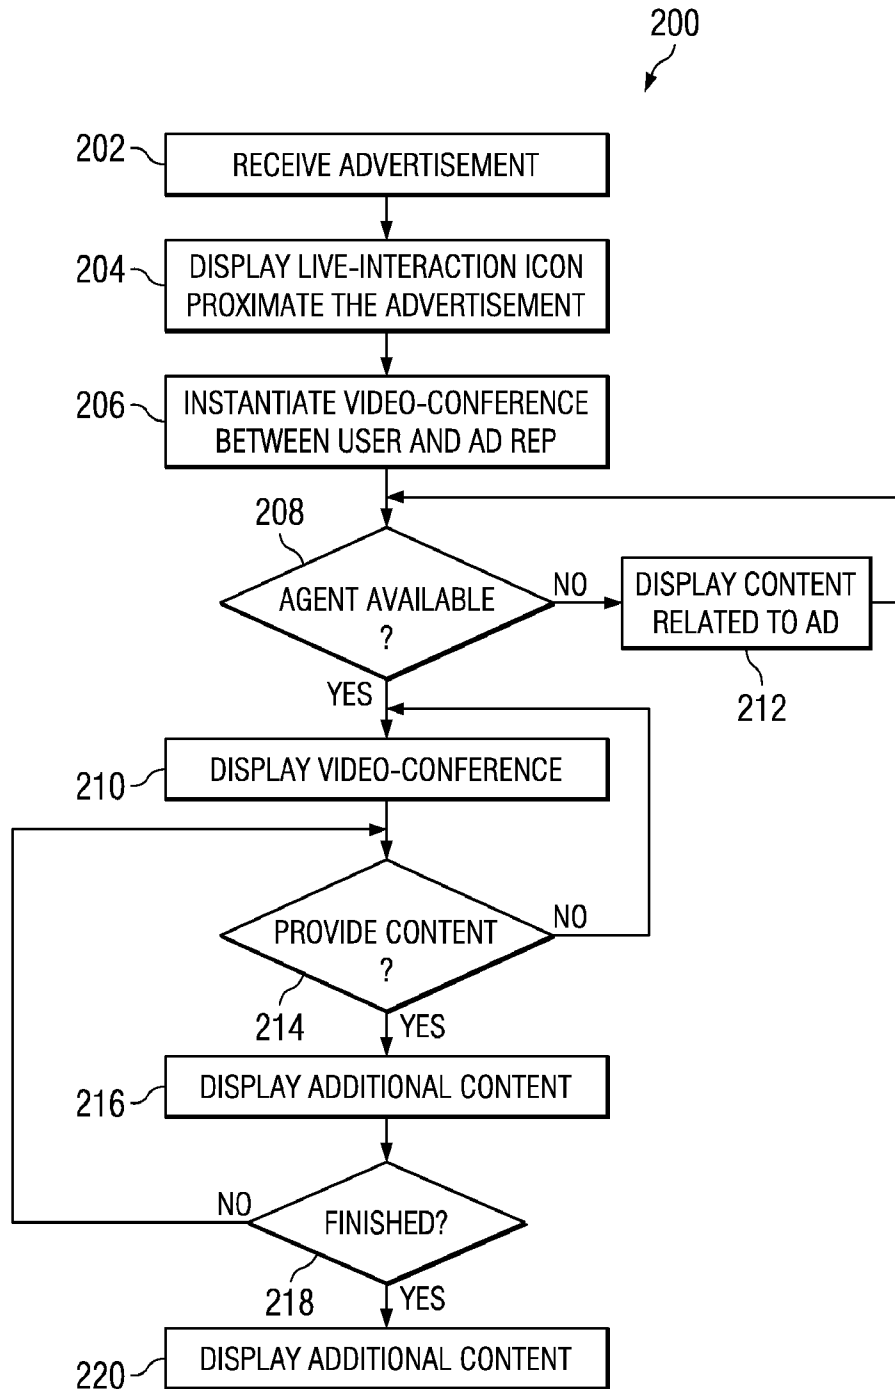 200
202
RECEIVE ADVERTISEMENT
204
DISPLAY LIVE-INTERACTION ICON
PROXIMATE THE ADVERTISEMENT
206
INSTANTIATE VIDEO-CONFERENCE
BETWEEN USER AND AD REP
208
AGENT AVAILABLE
?
NO
DISPLAY CONTENT
RELATED TO AD
212
YES
210
DISPLAY VIDEO-CONFERENCE
PROVIDE CONTENT
?
NO
214
YES
216
DISPLAY ADDITIONAL CONTENT
NO
FINISHED?
218
YES
220
DISPLAY ADDITIONAL CONTENT